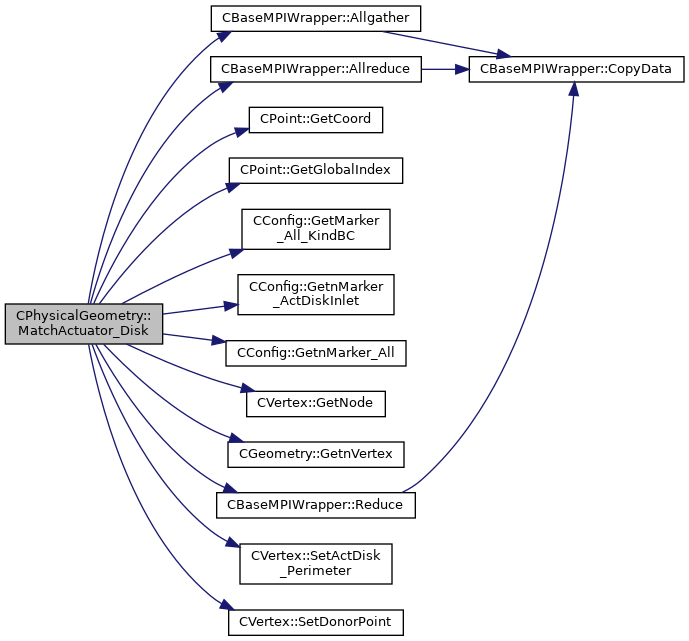 CBaseMPIWrapper::Allgather
CBaseMPIWrapper::Allreduce
CBaseMPIWrapper::CopyData
CPoint::GetCoord
CPoint::GetGlobalIndex
CConfig::GetMarker
_All_KindBC
CConfig::GetnMarker
_ActDiskInlet
CPhysicalGeometry::
MatchActuator_Disk
CConfig::GetnMarker_All
CVertex::GetNode
CGeometry::GetnVertex
CBaseMPIWrapper::Reduce
CVertex::SetActDisk
_Perimeter
CVertex::SetDonorPoint